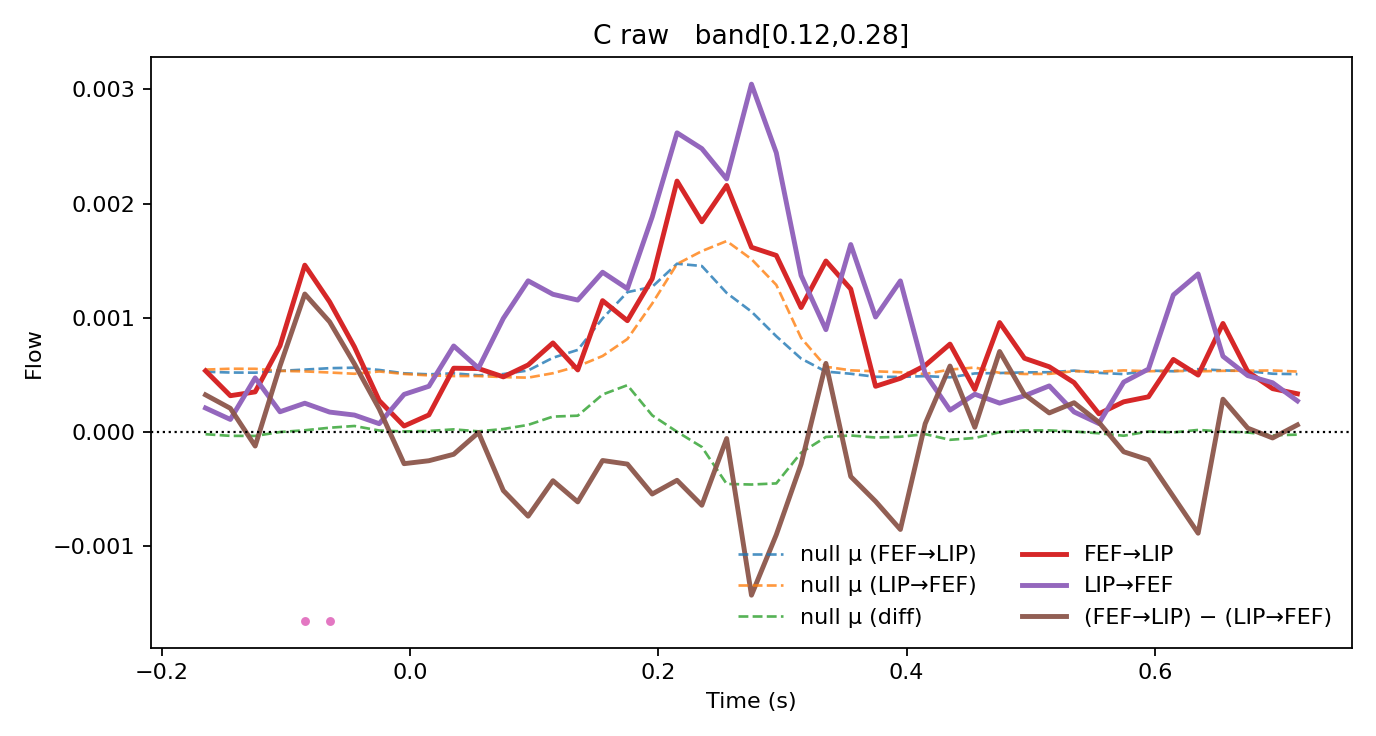 C raw   band[0.12,0.28]
Flow
0.003
0.002
0.001
0.000
−0.001
null μ (FEF→LIP)
null μ (LIP→FEF)
null μ (diff)
FEF→LIP
LIP→FEF
(FEF→LIP) − (LIP→FEF)
−0.2
0.0
0.2
0.4
0.6
Time (s)